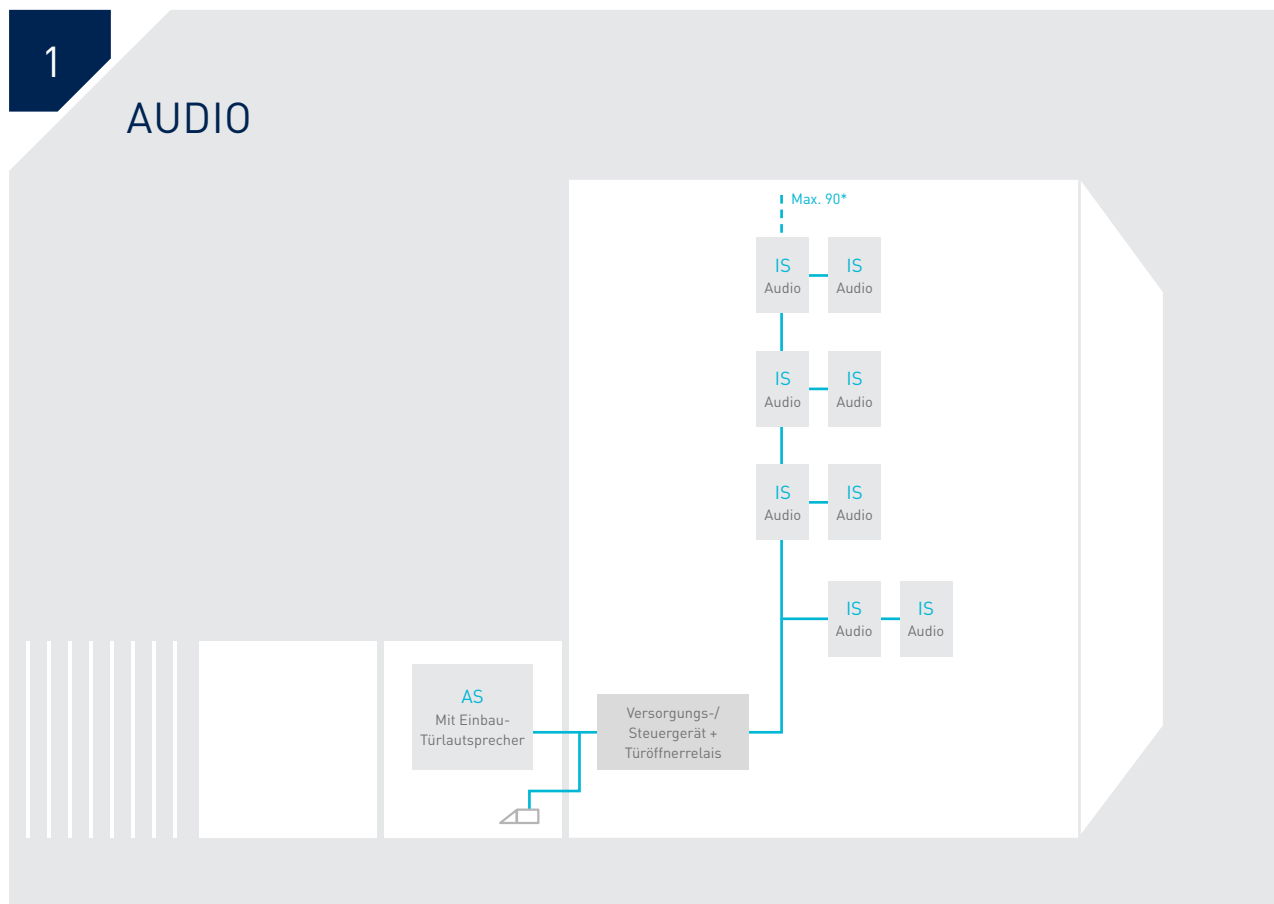 1
AUDIO
Max. 90*
IS
Audio
IS
Audio
IS
Audio
IS
Audio
IS
Audio
IS
Audio
IS
Audio
IS
Audio
AS
Mit Einbau-
Türlautsprecher
Versorgungs-/
Steuergerät +
Türöffnerrelais